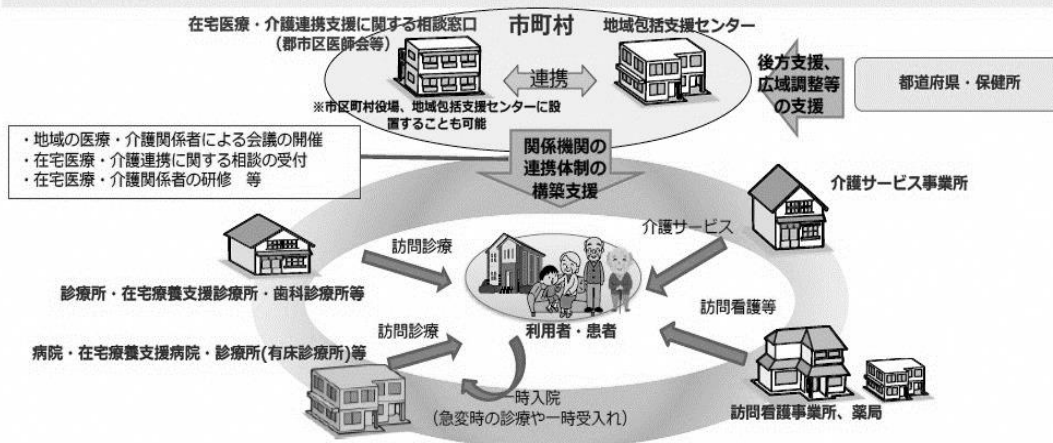 在宅医療・介護連携支援に関する相談窓口
(郡市区医師会等)
市町村
地域包括支援センター
連携
※市区町村役場、地域包括支援センターに設
置することも可能
後方支援、
広域調整等
の支援
都道府県・保健所
・地域の医療・介護関係者による会議の開催
・在宅医療・介護連携に関する相談の受付
・在宅医療・介護関係者の研修 等
関係機関の
連携体制の
構築支援
介護サービス事業所
訪問診療
介護サービス
診療所・在宅療養支援診療所・歯科診療所等
利用者・患者
訪問看護等
訪問診療
病院・在宅療養支援病院・診療所(有床診療所)等
一時入院
(急変時の診療や一時受入れ)
訪問看護事業所、薬局